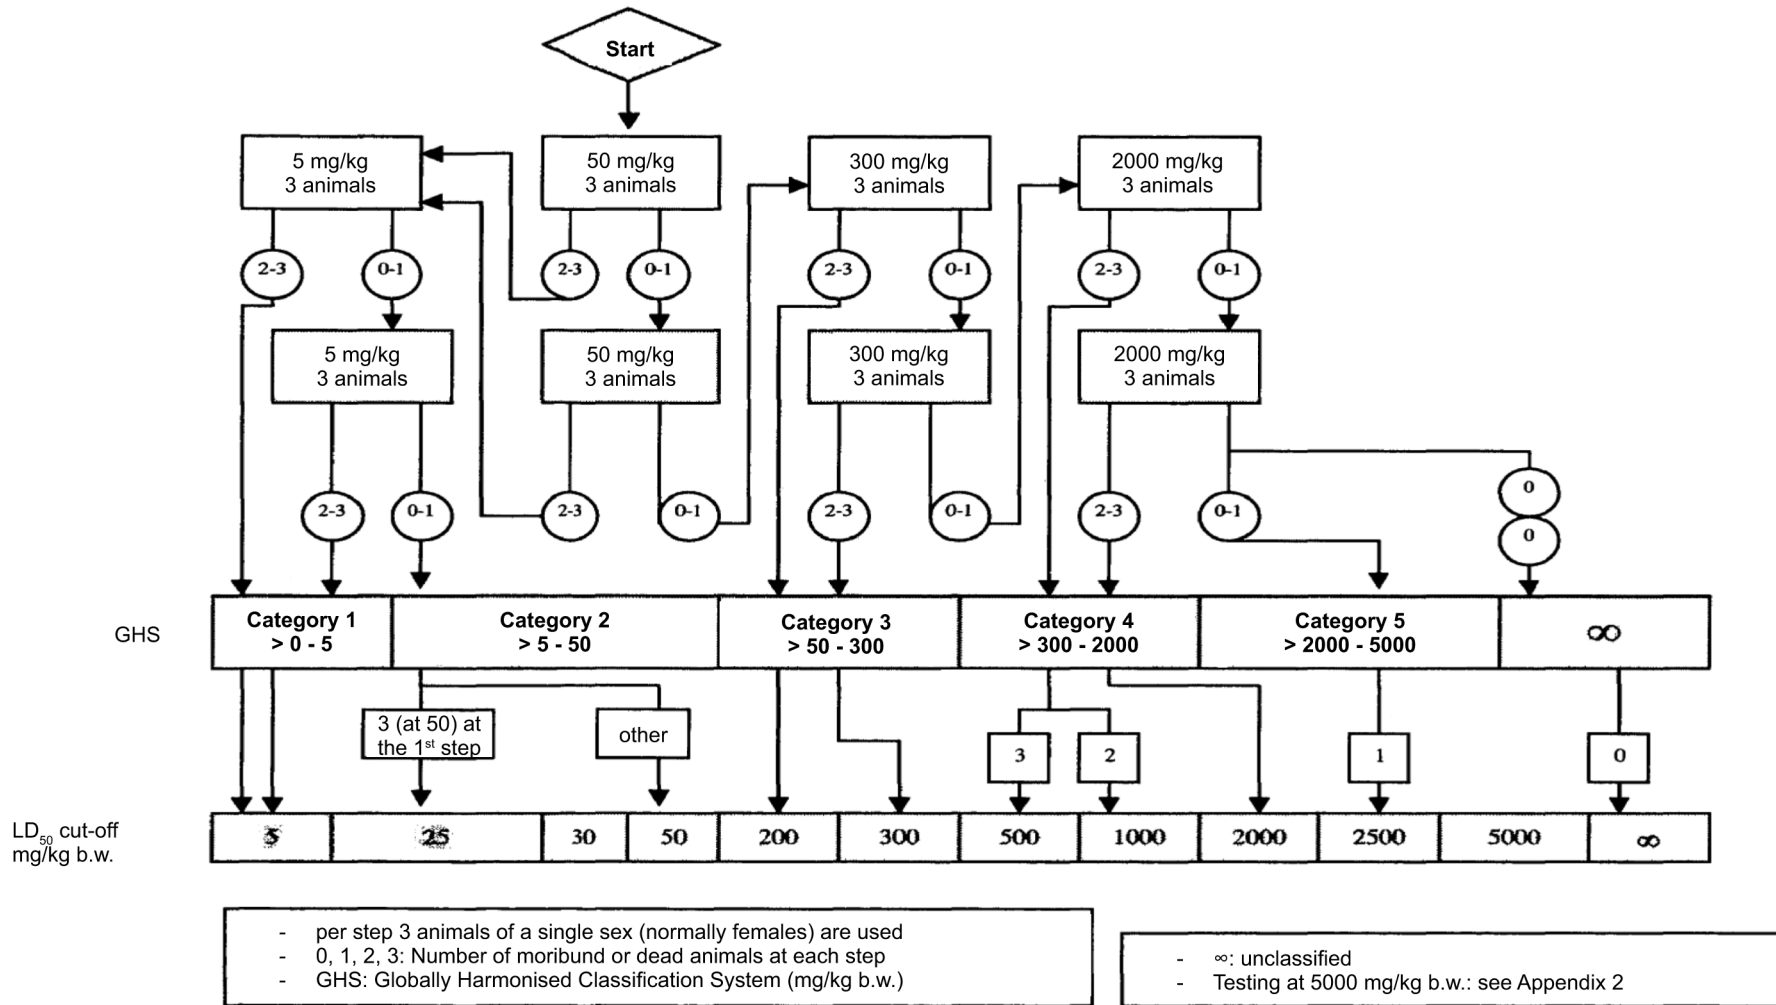 Start
5 mg/kg
3 animals
50 mg/kg
3 animals
300 mg/kg
3 animals
2000 mg/kg
3 animals
2-3
0-1
2-3
0-1
2-3
0-1
2-3
0-1
5 mg/kg
3 animals
50 mg/kg
3 animals
300 mg/kg
3 animals
2000 mg/kg
3 animals
2-3
0-1
2-3
0-1
2-3
0-1
2-3
0-1
0
0
GHS
Category 1
> 0 - 5
Category 2
> 5 - 50
Category 3
> 50 - 300
Category 4
> 300 - 2000
Category 5
> 2000 - 5000
∞
3 (at 50) at
the 1st step
other
3
2
1
0
LD50 cut-off
mg/kg b.w.
5
25
30
50
200
300
500
1000
2000
2500
5000
∞
- per step 3 animals of a single sex (normally females) are used
- 0, 1, 2, 3: Number of moribund or dead animals at each step
- GHS: Globally Harmonised Classification System (mg/kg b.w.)
- ∞: unclassified
- Testing at 5000 mg/kg b.w.: see Appendix 2